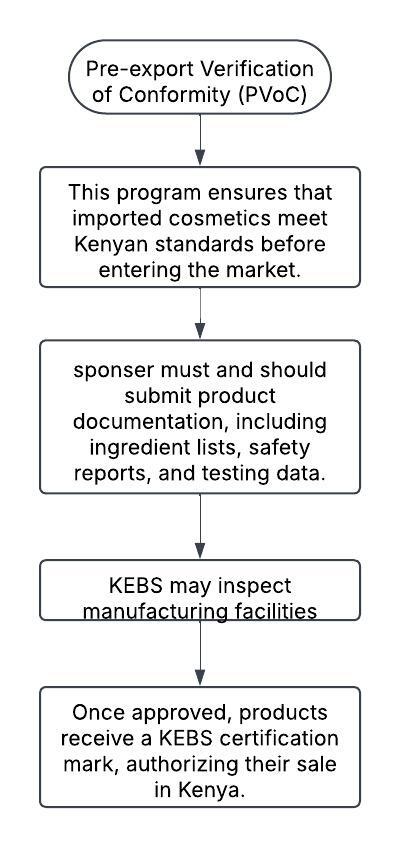 Pre-export Verification
of Conformity (PVoC)
This program ensures that
imported cosmetics meet
Kenyan standards before
entering the market.
sponser must and should
submit product
documentation, including
ingredient lists, safety
reports, and testing data.
KEBS may inspect
manufacturing facilities
Once approved, products
receive a KEBS certification
mark, authorizing their sale
in Kenya.